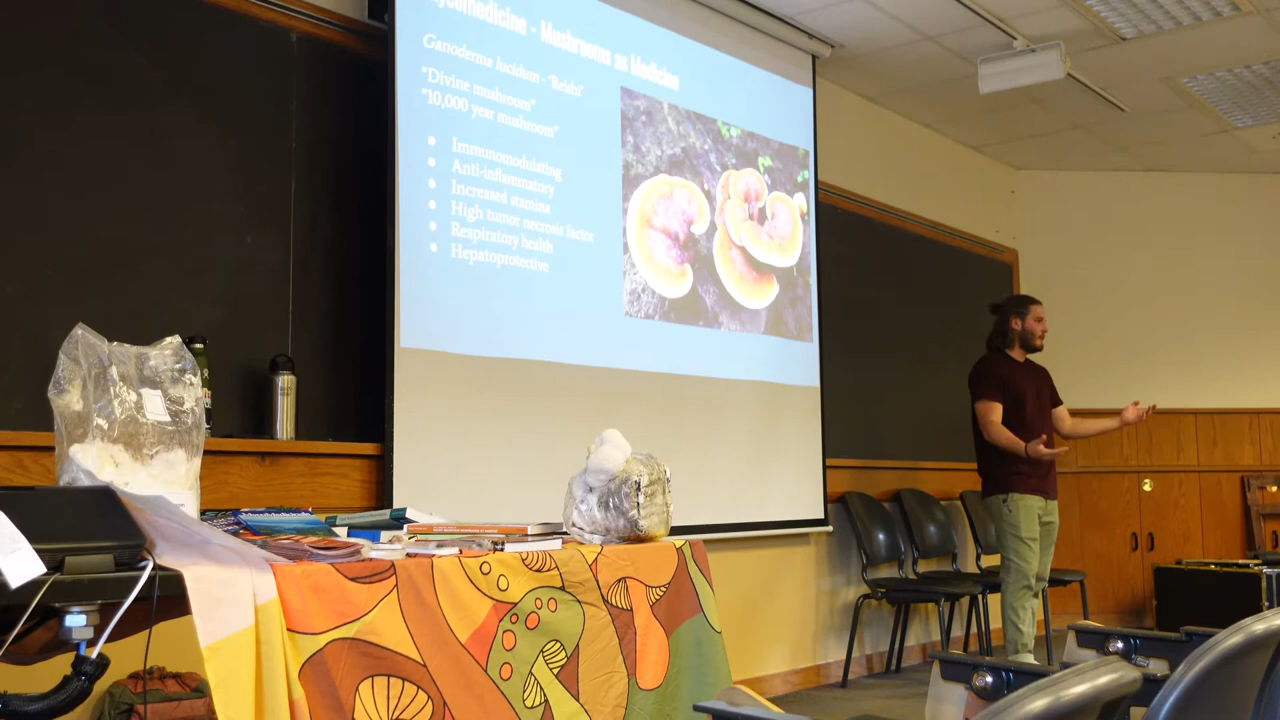 ycomedicine - Mushrooms as Medicine
Ganoderma lucidum - "Reishi"
"Divine mushroom"
"10,000 year mushroom"
● Immunomodulating
● Anti-inflammatory
● Increased stamina
● High tumor necrosis factor
● Respiratory health
● Hepatoprotective